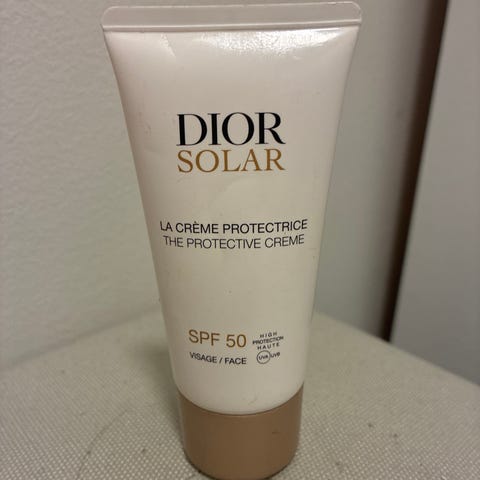 DIOR
SOLAR
LA CRÈME PROTECTRICE
THE PROTECTIVE CREME
SPF 50
HIGH
PROTECTION
HAUTE
UVA UVB
VISAGE / FACE